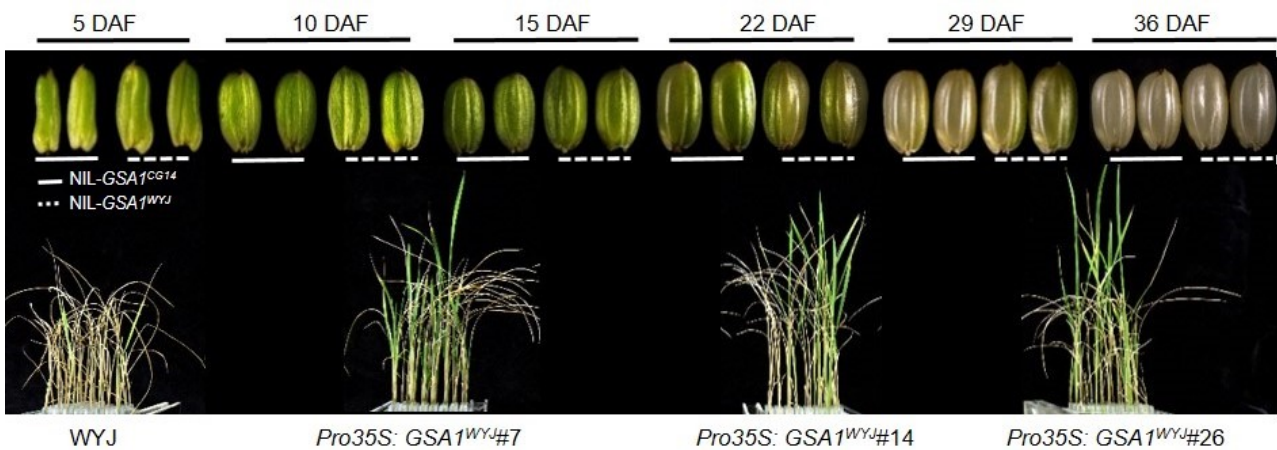 5 DAF 10 DAF 15 DAF 22 DAF 29 DAF 36 DAF
NIL-GSA1CG14
NIL-GSA1WYJ
WYJ Pro35S: GSA1WYJ#7 Pro35S: GSA1WYJ#14 Pro35S: GSA1WYJ#26